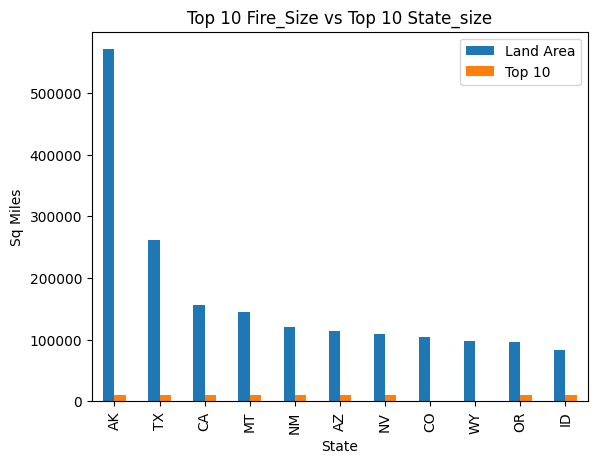 Top 10 Fire_Size vs Top 10 State_size
Land Area
Top 10
Sq Miles
500000
400000
300000
200000
100000
0
AK TX CA MT NM AZ NV CO WY OR ID
State